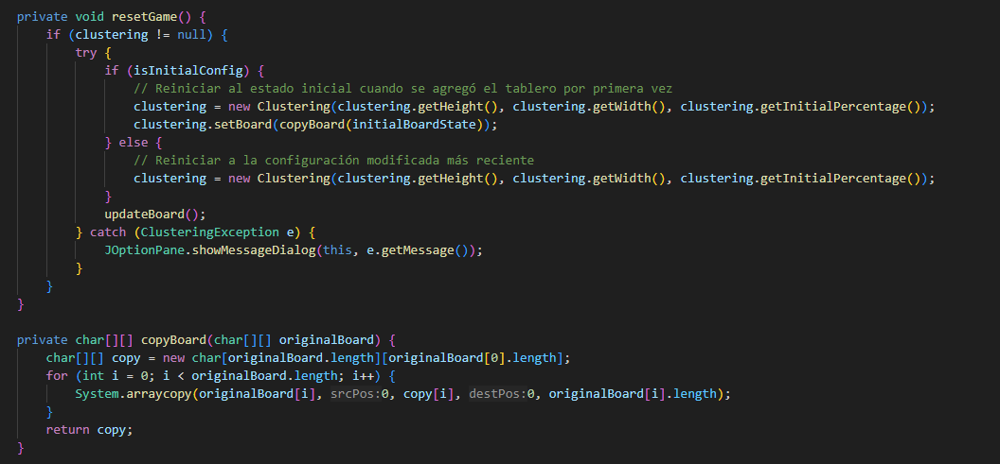 private void resetGame() {
    if (clustering != null) {
        try {
            if (isInitialConfig) {
                // Reiniciar al estado inicial cuando se agregó el tablero por primera vez
                clustering = new Clustering(clustering.getHeight(), clustering.getWidth(), clustering.getInitialPercentage());
                clustering.setBoard(copyBoard(initialBoardState));
            } else {
                // Reiniciar a la configuración modificada más reciente
                clustering = new Clustering(clustering.getHeight(), clustering.getWidth(), clustering.getInitialPercentage());
            }
            updateBoard();
        } catch (ClusteringException e) {
            JOptionPane.showMessageDialog(this, e.getMessage());
        }
    }
}

private char[][] copyBoard(char[][] originalBoard) {
    char[][] copy = new char[originalBoard.length][originalBoard[0].length];
    for (int i = 0; i < originalBoard.length; i++) {
        System.arraycopy(originalBoard[i], srcPos:0, copy[i], destPos:0, originalBoard[i].length);
    }
    return copy;
}